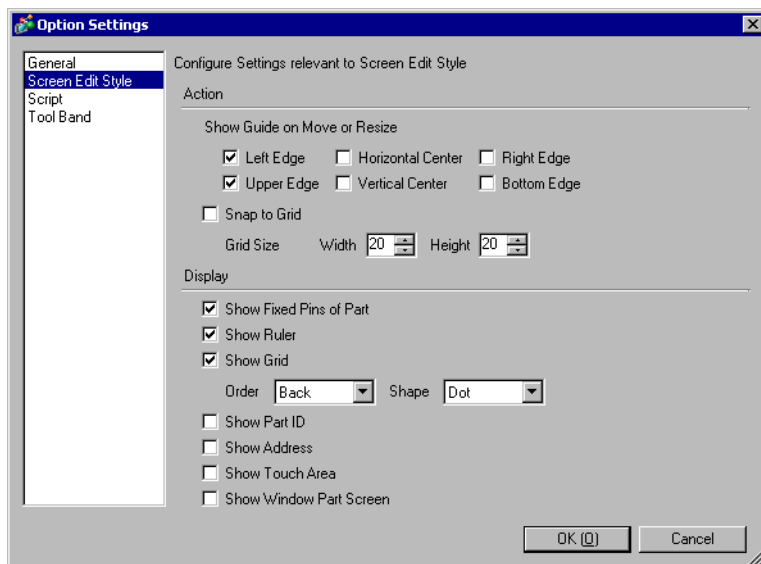 Option Settings
General
Screen Edit Style
Script
Tool Band
Configure Settings relevant to Screen Edit Style
Action
Show Guide on Move or Resize
Left Edge Horizontal Center Right Edge
Upper Edge Vertical Center Bottom Edge
Snap to Grid
Grid Size Width 20 Height 20
Display
Show Fixed Pins of Part
Show Ruler
Show Grid
Order Back Shape Dot
Show Part ID
Show Address
Show Touch Area
Show Window Part Screen
OK (O) Cancel